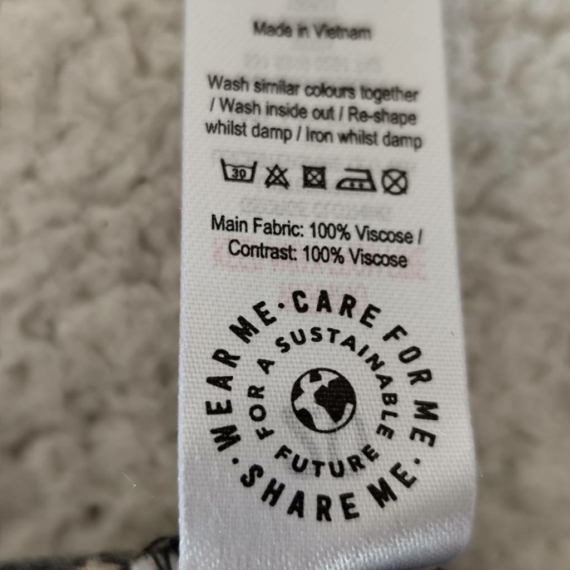 Made in Vietnam
Wash similar colours together
/ Wash inside out / Re-shape
whilst damp / Iron whilst damp
30
Main Fabric: 100% Viscose /
Contrast: 100% Viscose
WEAR ME · CARE FOR ME · SHARE ME ·
FOR A SUSTAINABLE FUTURE